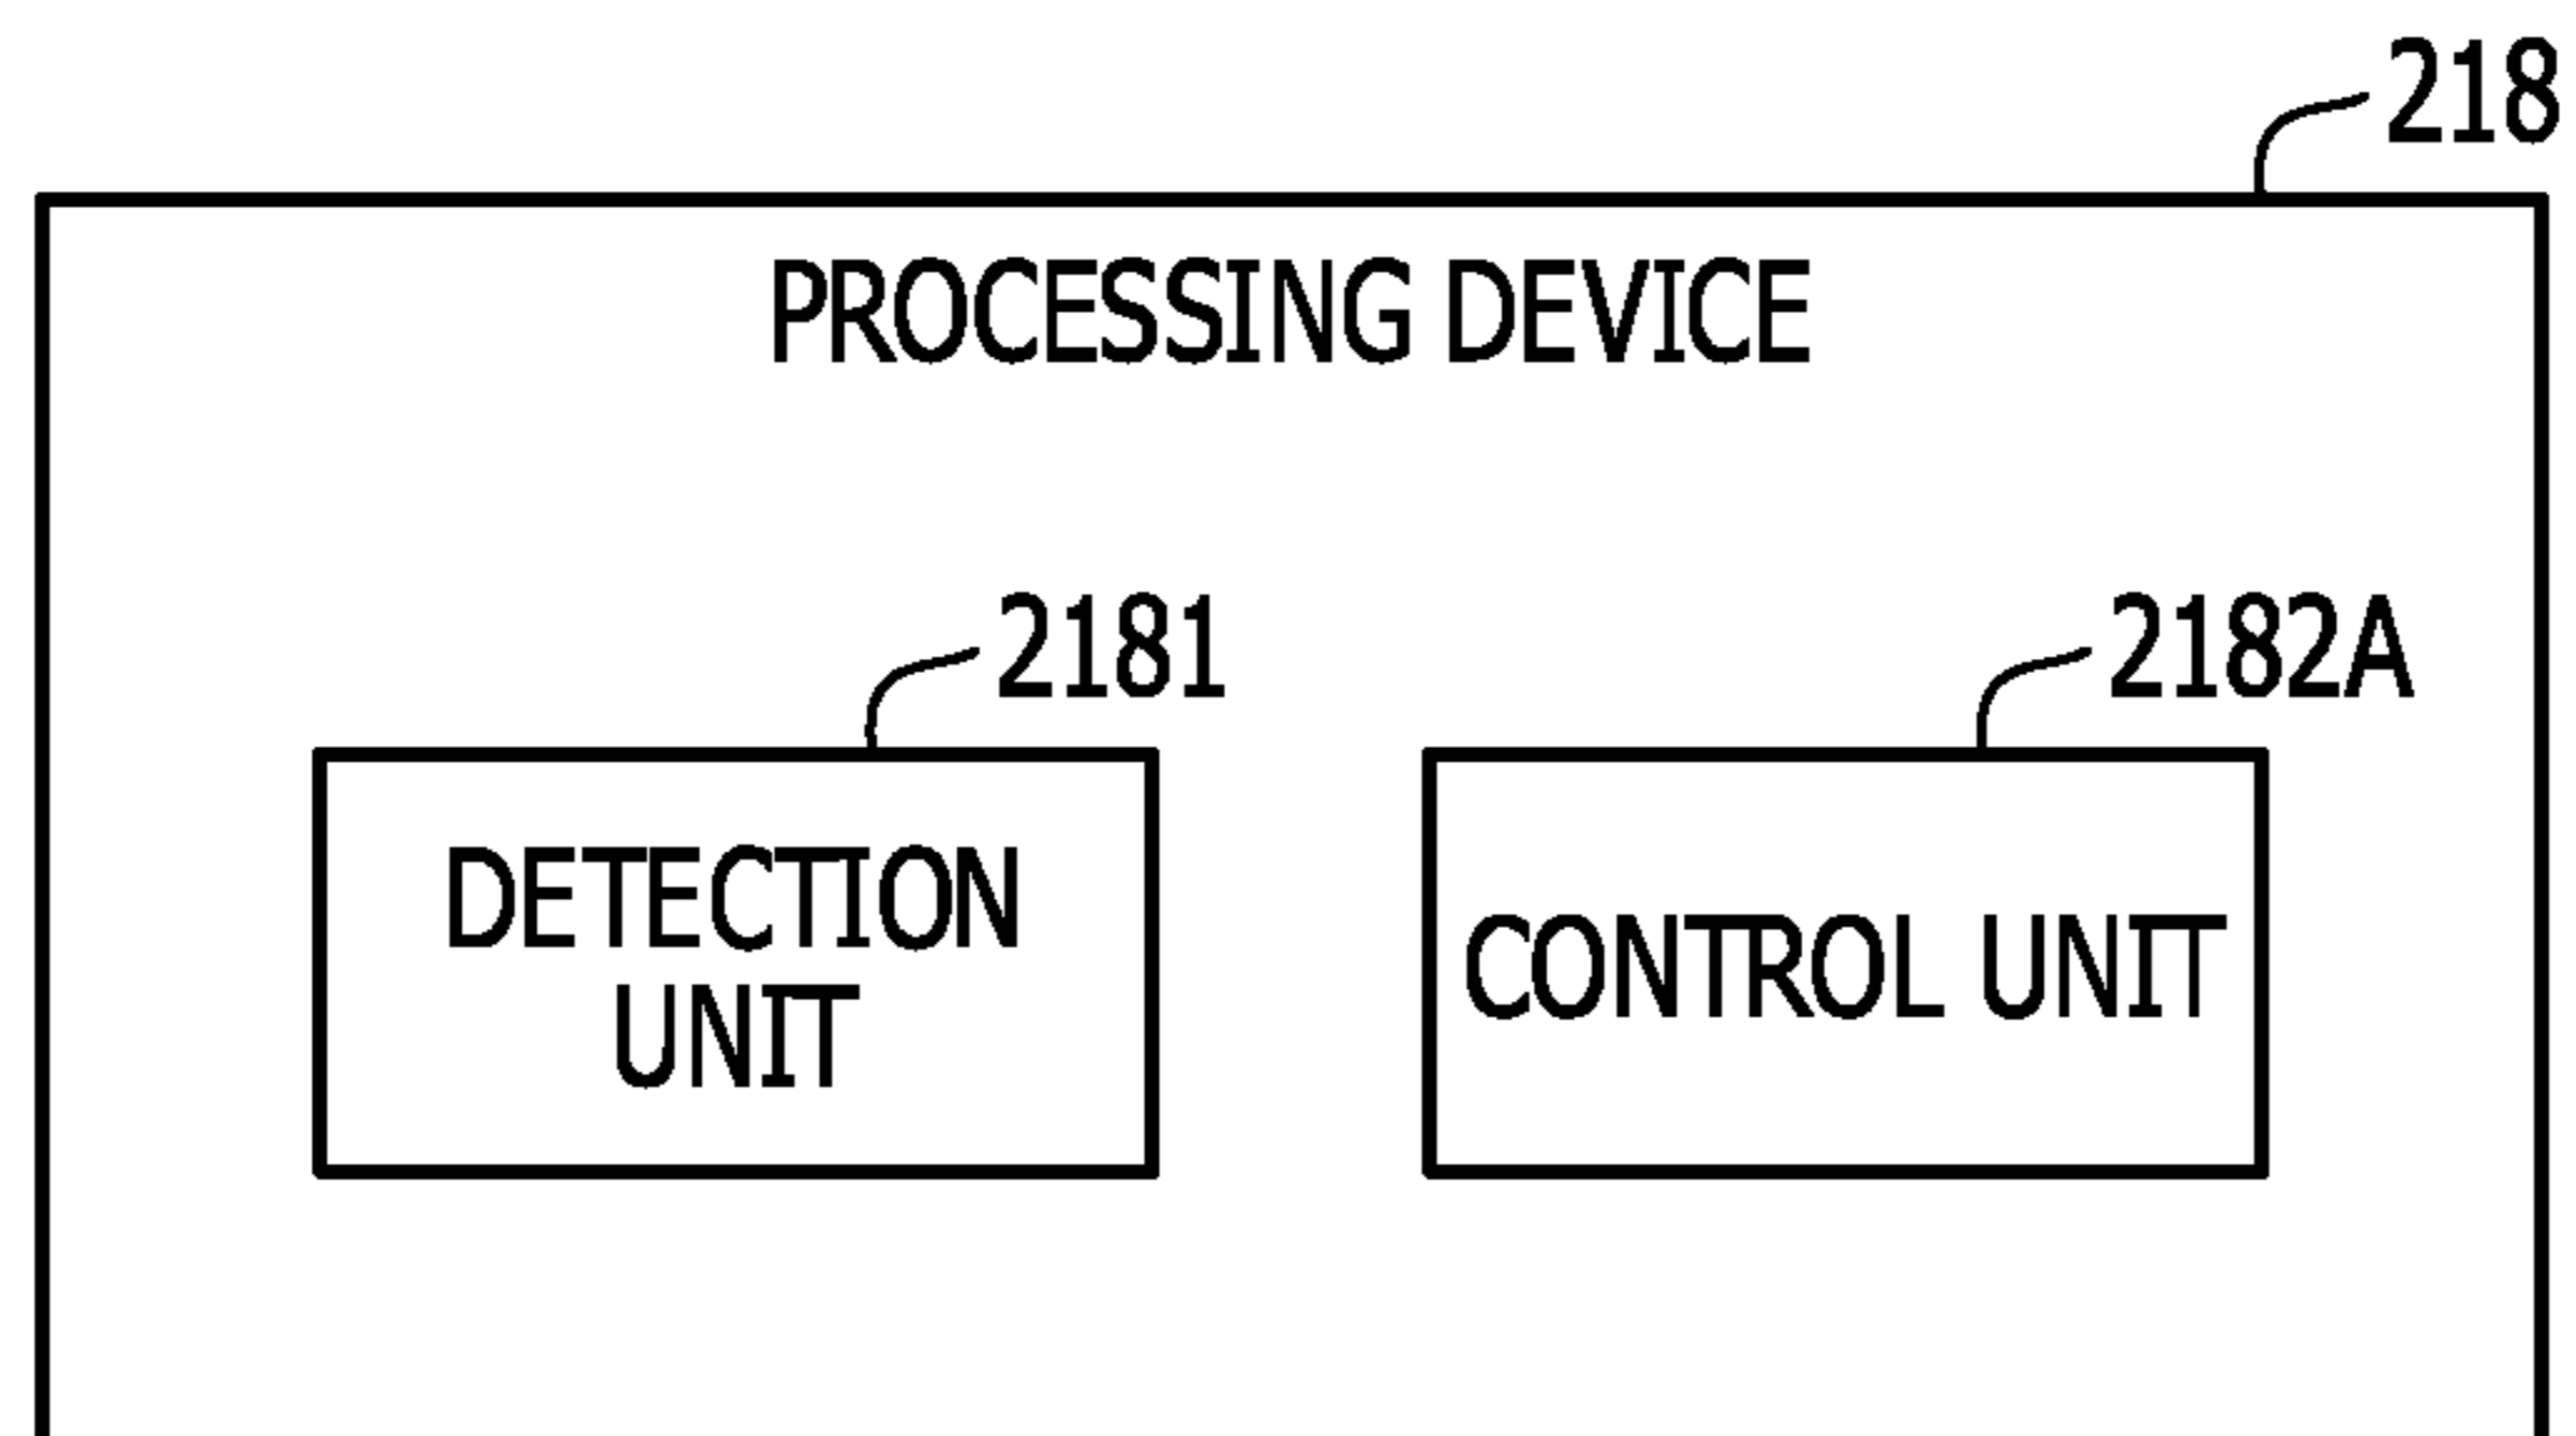 218
PROCESSING DEVICE
2181
2182A
DETECTION
UNIT
CONTROL UNIT